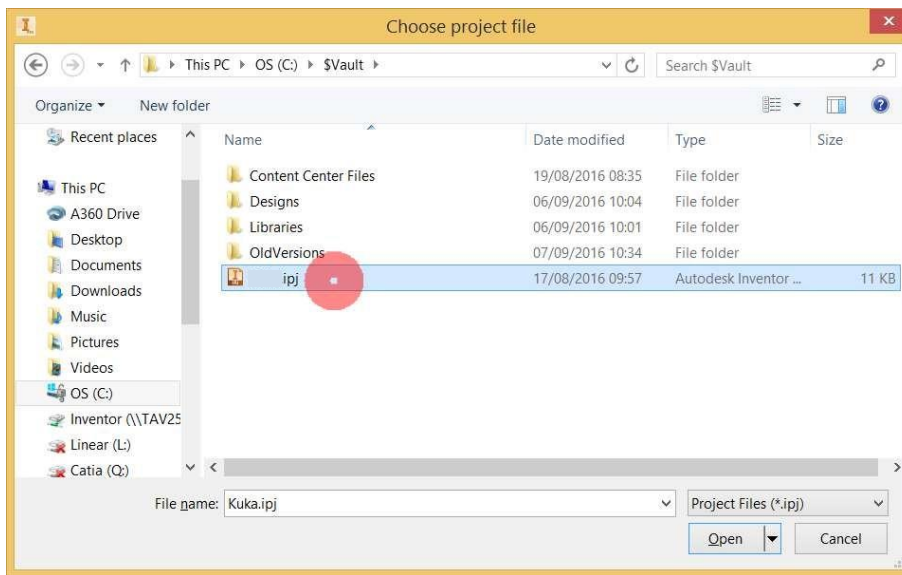 Choose project file
This PC OS (C:) $Vault
Search $Vault
Organize New folder
Name Date modified Type Size
Recent places
This PC
A360 Drive
Desktop
Documents
Downloads
Music
Pictures
Videos
OS (C:)
Inventor (\\TAV25
Linear (L:)
Catia (Q:)
Content Center Files 19/08/2016 08:35 File folder
Designs 06/09/2016 10:04 File folder
Libraries 06/09/2016 10:01 File folder
OldVersions 07/09/2016 10:34 File folder
ipj 17/08/2016 09:57 Autodesk Inventor ... 11 KB
File name: Kuka.ipj Project Files (*.ipj)
Open Cancel